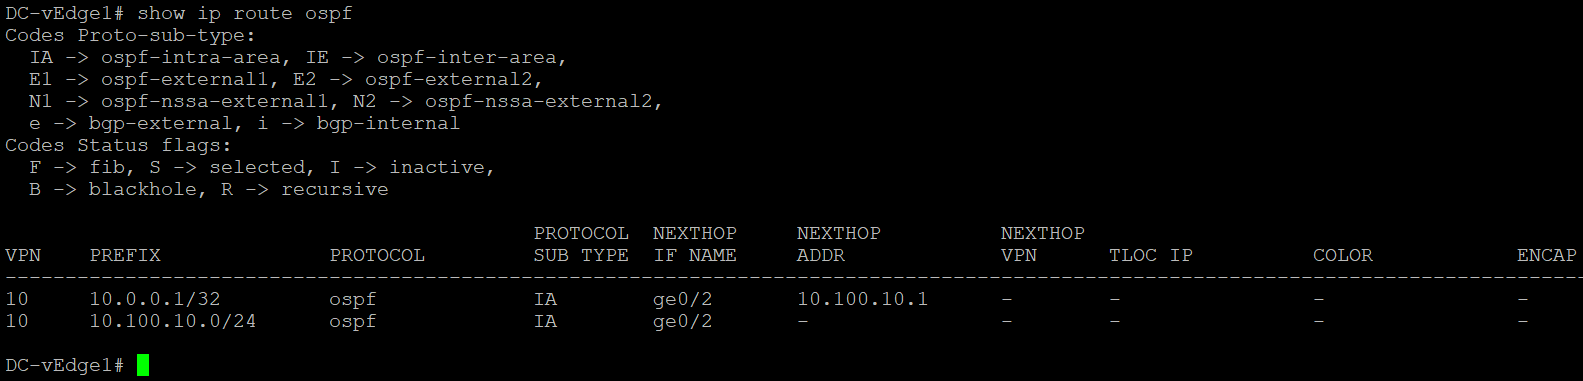 DC-vEdge1# show ip route ospf
Codes Proto-sub-type:
  IA -> ospf-intra-area, IE -> ospf-inter-area,
  E1 -> ospf-external1, E2 -> ospf-external2,
  N1 -> ospf-nssa-external1, N2 -> ospf-nssa-external2,
  e -> bgp-external, i -> bgp-internal
Codes Status flags:
  F -> fib, S -> selected, I -> inactive,
  B -> blackhole, R -> recursive

                                            PROTOCOL  NEXTHOP     NEXTHOP          NEXTHOP
VPN    PREFIX              PROTOCOL         SUB TYPE  IF NAME     ADDR             VPN      TLOC IP          COLOR            ENCAP
------------------------------------------------------------------------------------------------------------------------------------
10     10.0.0.1/32         ospf             IA        ge0/2       10.100.10.1      -        -                -                -
10     10.100.10.0/24      ospf             IA        ge0/2       -                -        -                -                -

DC-vEdge1#